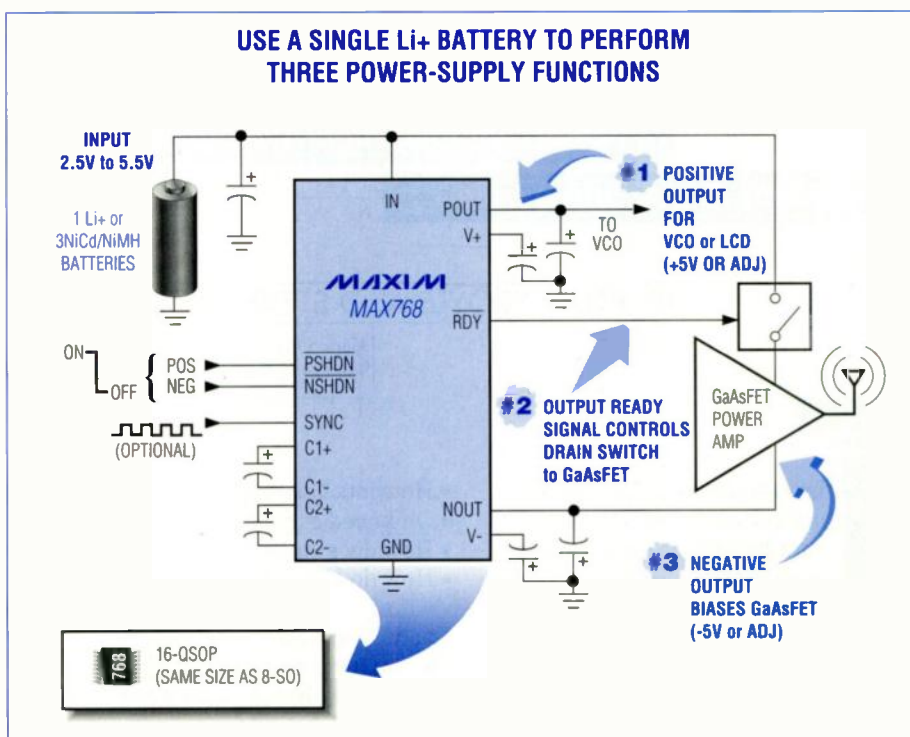 USE A SINGLE Li+ BATTERY TO PERFORM
THREE POWER-SUPPLY FUNCTIONS
INPUT
2.5V to 5.5V
1 Li+ or
3NiCd/NiMH
BATTERIES
ON
OFF
POS
NEG
(OPTIONAL)
IN
MAXIM
MAX768
PSHDN
NSHDN
SYNC
C1+
C1-
C2+
C2-
GND
POUT
V+
RDY
NOUT
V-
TO
VCO
#1 POSITIVE
OUTPUT
FOR
VCO or LCD
(+5V OR ADJ)
#2 OUTPUT READY
SIGNAL CONTROLS
DRAIN SWITCH
to GaAsFET
GaAsFET
POWER
AMP
#3 NEGATIVE
OUTPUT
BIASES GaAsFET
(-5V or ADJ)
768
16-QSOP
(SAME SIZE AS 8-SO)